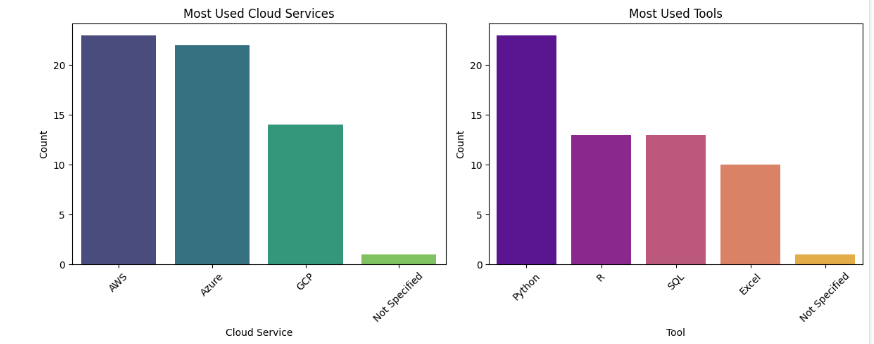 Most Used Cloud Services
Count
20
15
10
5
0
AWS
Azure
GCP
Not Specified
Cloud Service
Most Used Tools
Count
20
15
10
5
0
Python
R
SQL
Excel
Not Specified
Tool